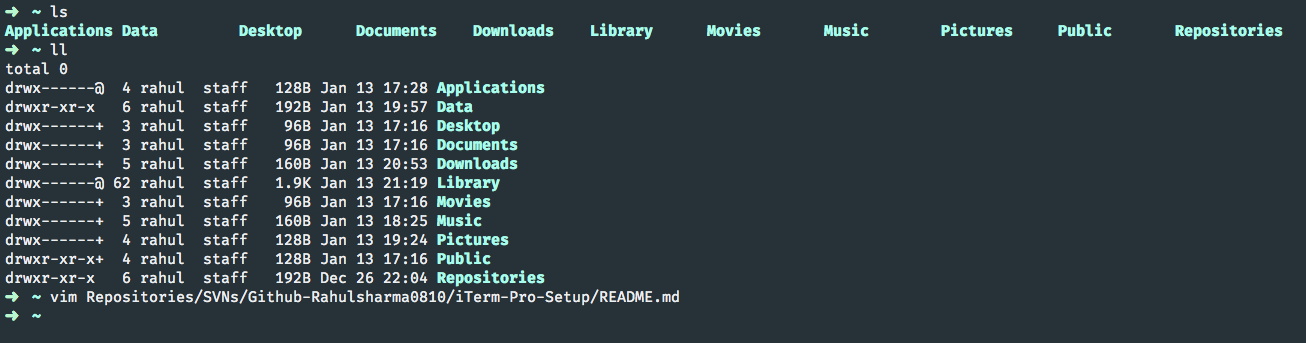 ➜ ~ ls
Applications Data Desktop Documents Downloads Library Movies Music Pictures Public Repositories
➜ ~ ll
total 0
drwx------@ 4 rahul staff 128B Jan 13 17:28 Applications
drwxr-xr-x 6 rahul staff 192B Jan 13 19:57 Data
drwx------+ 3 rahul staff 96B Jan 13 17:16 Desktop
drwx------+ 3 rahul staff 96B Jan 13 17:16 Documents
drwx------+ 5 rahul staff 160B Jan 13 20:53 Downloads
drwx------@ 62 rahul staff 1.9K Jan 13 21:19 Library
drwx------+ 3 rahul staff 96B Jan 13 17:16 Movies
drwx------+ 5 rahul staff 160B Jan 13 18:25 Music
drwx------+ 4 rahul staff 128B Jan 13 19:24 Pictures
drwxr-xr-x+ 4 rahul staff 128B Jan 13 17:16 Public
drwxr-xr-x 6 rahul staff 192B Dec 26 22:04 Repositories
➜ ~ vim Repositories/SVNs/Github-Rahulsharma0810/iTerm-Pro-Setup/README.md
➜ ~